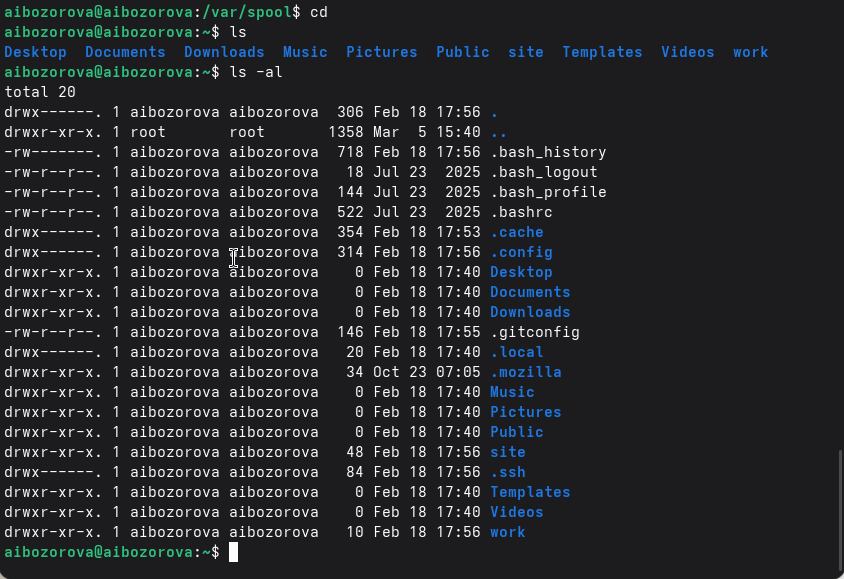 aibozorova@aibozorova:/var/spool$ cd
aibozorova@aibozorova:~$ ls
Desktop  Documents  Downloads  Music  Pictures  Public  site  Templates  Videos  work
aibozorova@aibozorova:~$ ls -al
total 20
drwx------. 1 aibozorova aibozorova  306 Feb 18 17:56 .
drwxr-xr-x. 1 root       root       1358 Mar  5 15:40 ..
-rw-------. 1 aibozorova aibozorova  718 Feb 18 17:56 .bash_history
-rw-r--r--. 1 aibozorova aibozorova   18 Jul 23  2025 .bash_logout
-rw-r--r--. 1 aibozorova aibozorova  144 Jul 23  2025 .bash_profile
-rw-r--r--. 1 aibozorova aibozorova  522 Jul 23  2025 .bashrc
drwx------. 1 aibozorova aibozorova  354 Feb 18 17:53 .cache
drwx------. 1 aibozorova aibozorova  314 Feb 18 17:56 .config
drwxr-xr-x. 1 aibozorova aibozorova    0 Feb 18 17:40 Desktop
drwxr-xr-x. 1 aibozorova aibozorova    0 Feb 18 17:40 Documents
drwxr-xr-x. 1 aibozorova aibozorova    0 Feb 18 17:40 Downloads
-rw-r--r--. 1 aibozorova aibozorova  146 Feb 18 17:55 .gitconfig
drwx------. 1 aibozorova aibozorova   20 Feb 18 17:40 .local
drwxr-xr-x. 1 aibozorova aibozorova   34 Oct 23 07:05 .mozilla
drwxr-xr-x. 1 aibozorova aibozorova    0 Feb 18 17:40 Music
drwxr-xr-x. 1 aibozorova aibozorova    0 Feb 18 17:40 Pictures
drwxr-xr-x. 1 aibozorova aibozorova    0 Feb 18 17:40 Public
drwxr-xr-x. 1 aibozorova aibozorova   48 Feb 18 17:56 site
drwx------. 1 aibozorova aibozorova   84 Feb 18 17:56 .ssh
drwxr-xr-x. 1 aibozorova aibozorova    0 Feb 18 17:40 Templates
drwxr-xr-x. 1 aibozorova aibozorova    0 Feb 18 17:40 Videos
drwxr-xr-x. 1 aibozorova aibozorova   10 Feb 18 17:56 work
aibozorova@aibozorova:~$